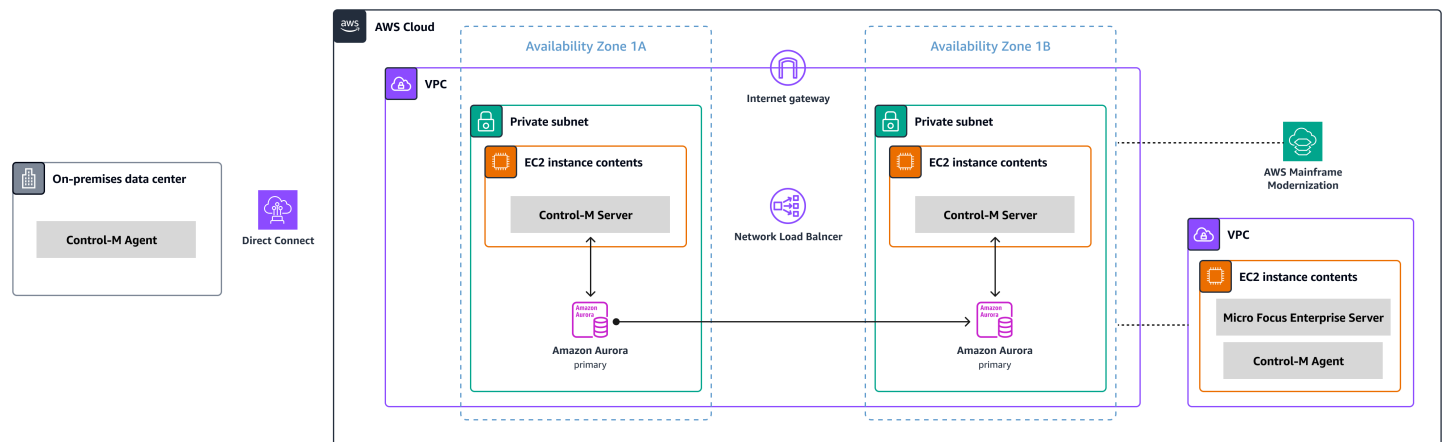 aws
AWS Cloud
Availability Zone 1A
Availability Zone 1B
VPC
Internet gateway
Private subnet
Private subnet
EC2 instance contents
EC2 instance contents
Control-M Server
Control-M Server
Network Load Balncer
Amazon
Aurora
Amazon Aurora
primary
Amazon
Aurora
Amazon Aurora
primary
On-premises data center
Control-M Agent
Direct Connect
AWS Mainframe
Modernization
VPC
EC2 instance contents
Micro Focus Enterprise Server
Control-M Agent